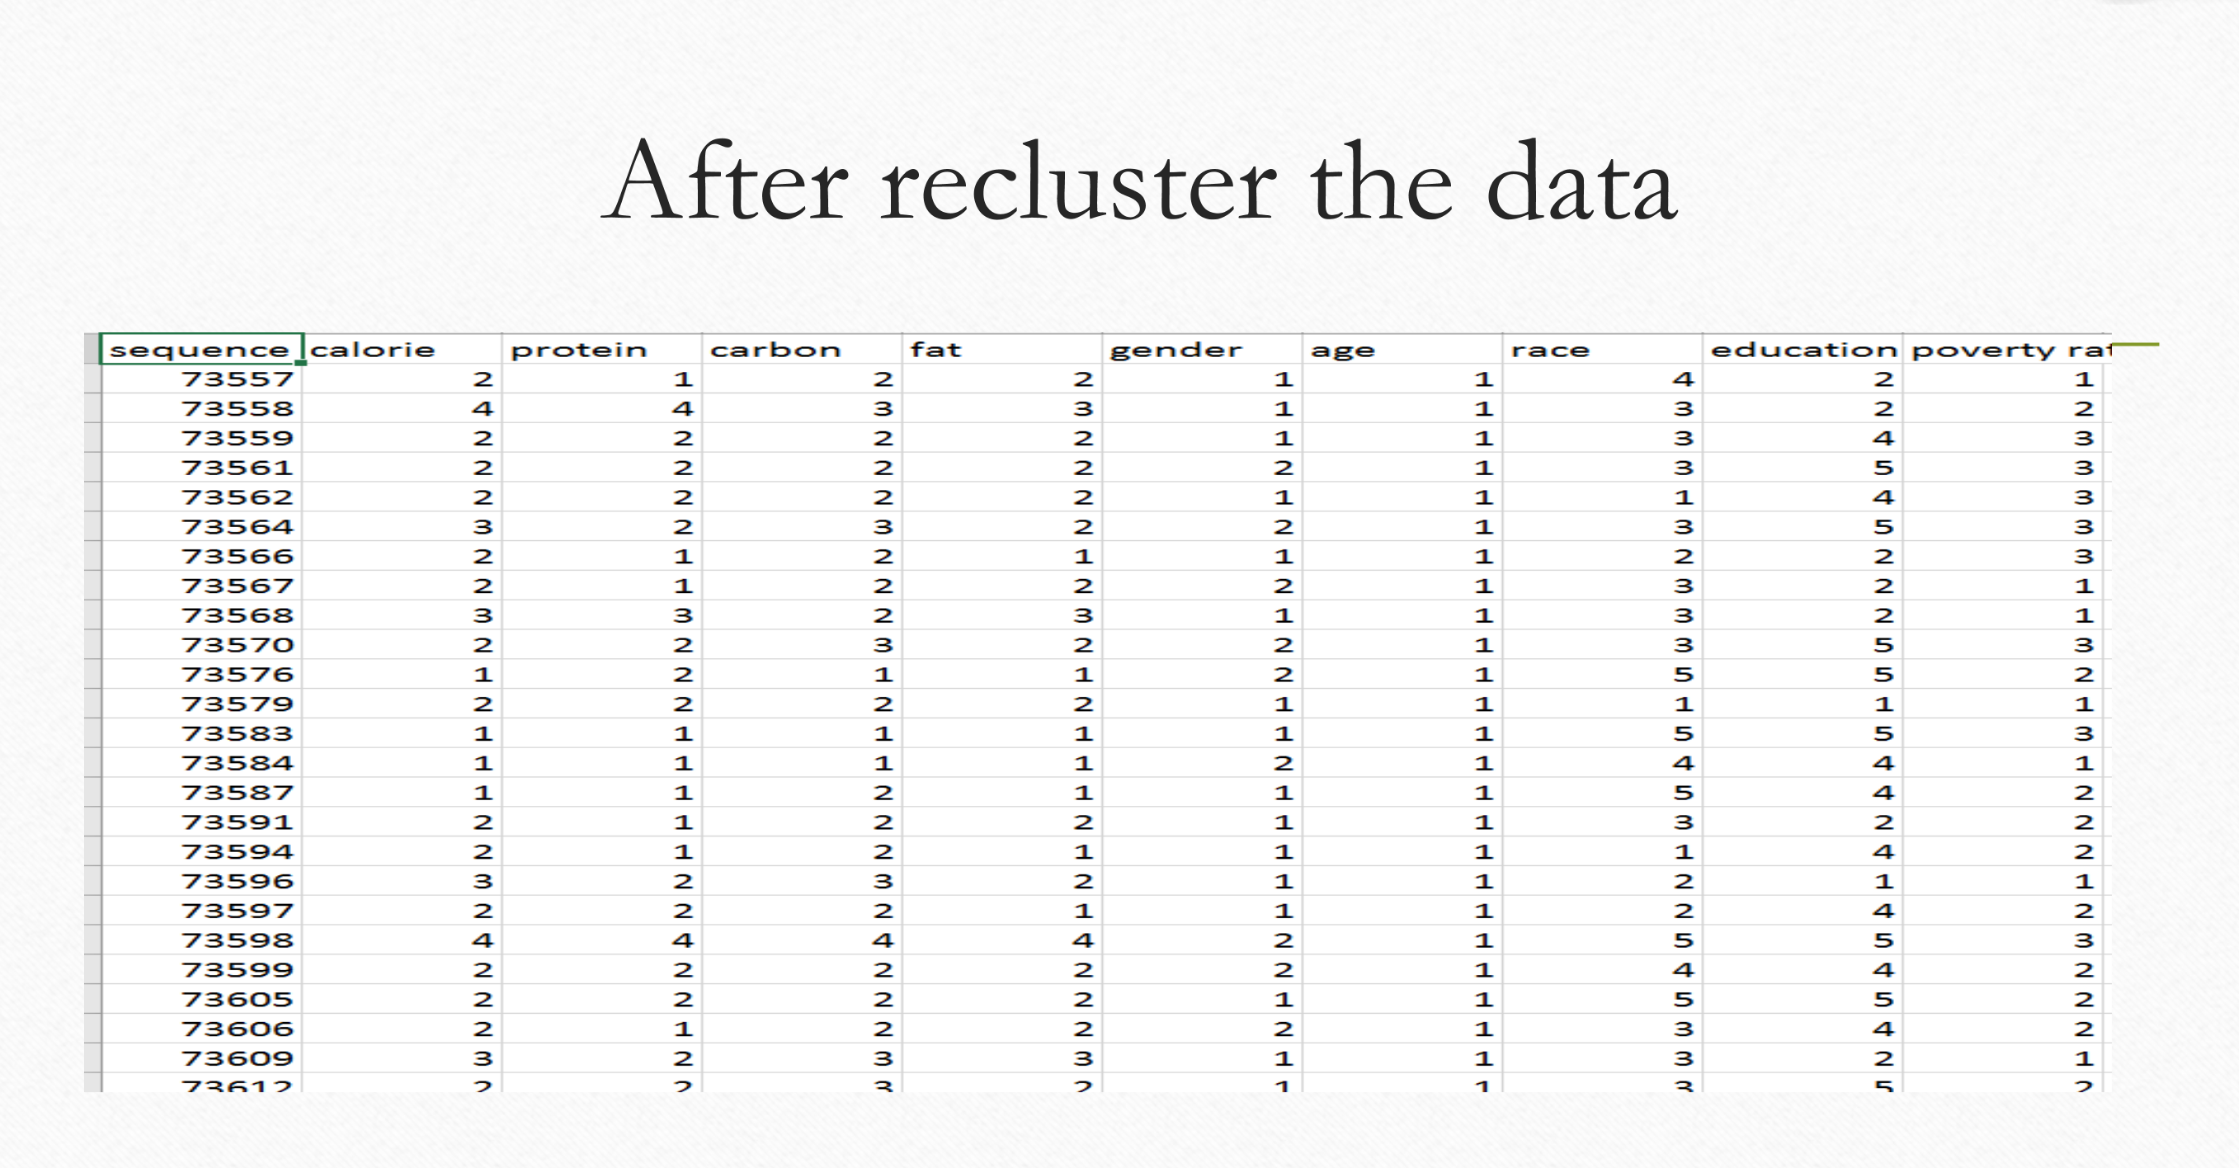 After recluster the data
sequence calorie protein carbon fat gender age race education poverty rat
73557 2 1 2 2 1 1 4 2 1
73558 4 4 3 3 1 1 3 2 2
73559 2 2 2 2 1 1 3 4 3
73561 2 2 2 2 2 1 3 5 3
73562 2 2 2 2 1 1 1 4 3
73564 3 2 3 2 2 1 3 5 3
73566 2 1 2 1 1 1 2 2 3
73567 2 1 2 2 2 1 3 2 1
73568 3 3 2 3 1 1 3 2 1
73570 2 2 3 2 2 1 3 5 3
73576 1 2 1 1 2 1 5 5 2
73579 2 2 2 2 1 1 1 1 1
73583 1 1 1 1 1 1 5 5 3
73584 1 1 1 1 2 1 4 4 1
73587 1 1 2 1 1 1 5 4 2
73591 2 1 2 2 1 1 3 2 2
73594 2 1 2 1 1 1 1 4 2
73596 3 2 3 2 1 1 2 1 1
73597 2 2 2 1 1 1 2 4 2
73598 4 4 4 4 2 1 5 5 3
73599 2 2 2 2 2 1 4 4 2
73605 2 2 2 2 1 1 5 5 2
73606 2 1 2 2 2 1 3 4 2
73609 3 2 3 3 1 1 3 2 1
73612 2 2 3 2 1 1 3 5 2